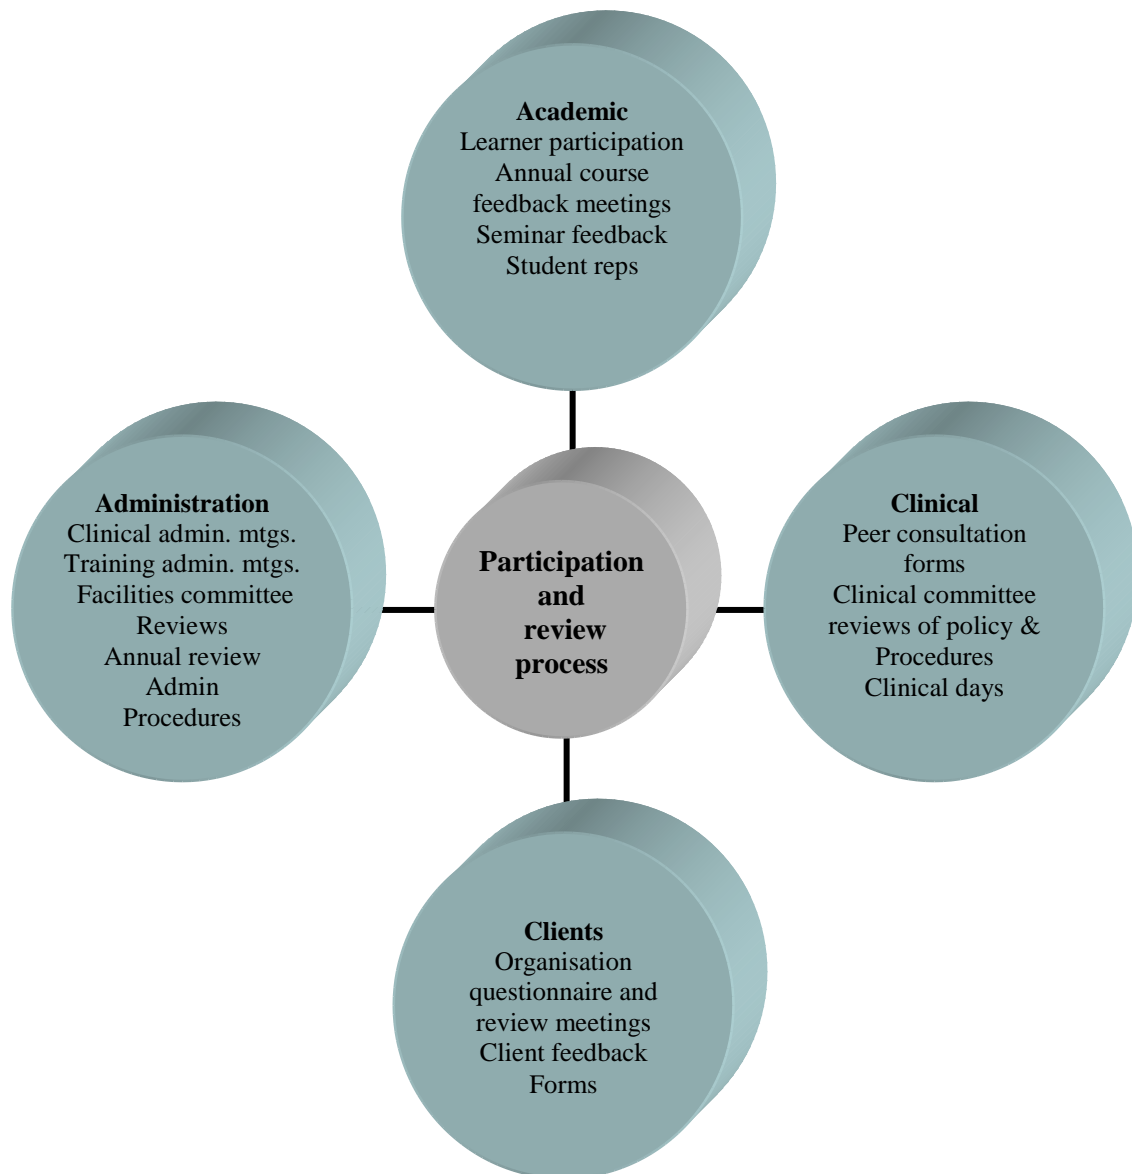 Academic
Learner participation
Annual course
feedback meetings
Seminar feedback
Student reps
Administration
Clinical admin. mtgs.
Training admin. mtgs.
Facilities committee
Reviews
Annual review
Admin
Procedures
Participation
and
review
process
Clinical
Peer consultation
forms
Clinical committee
reviews of policy &
Procedures
Clinical days
Clients
Organisation
questionnaire and
review meetings
Client feedback
Forms